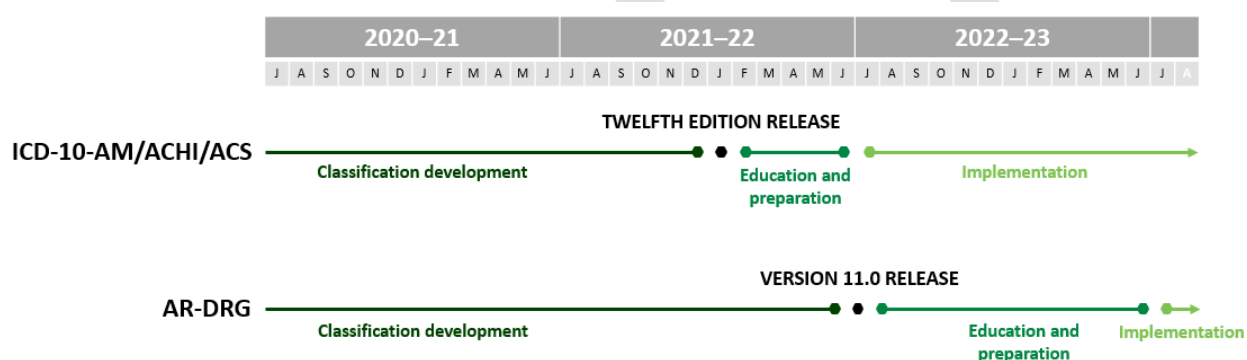 2020–21 2021–22 2022–23
J A S O N D J F M A M J J A S O N D J F M A M J J A S O N D J F M A M J J A
TWELFTH EDITION RELEASE
ICD-10-AM/ACHI/ACS
Classification development
Education and
preparation
Implementation
VERSION 11.0 RELEASE
AR-DRG
Classification development
Education and
preparation
Implementation